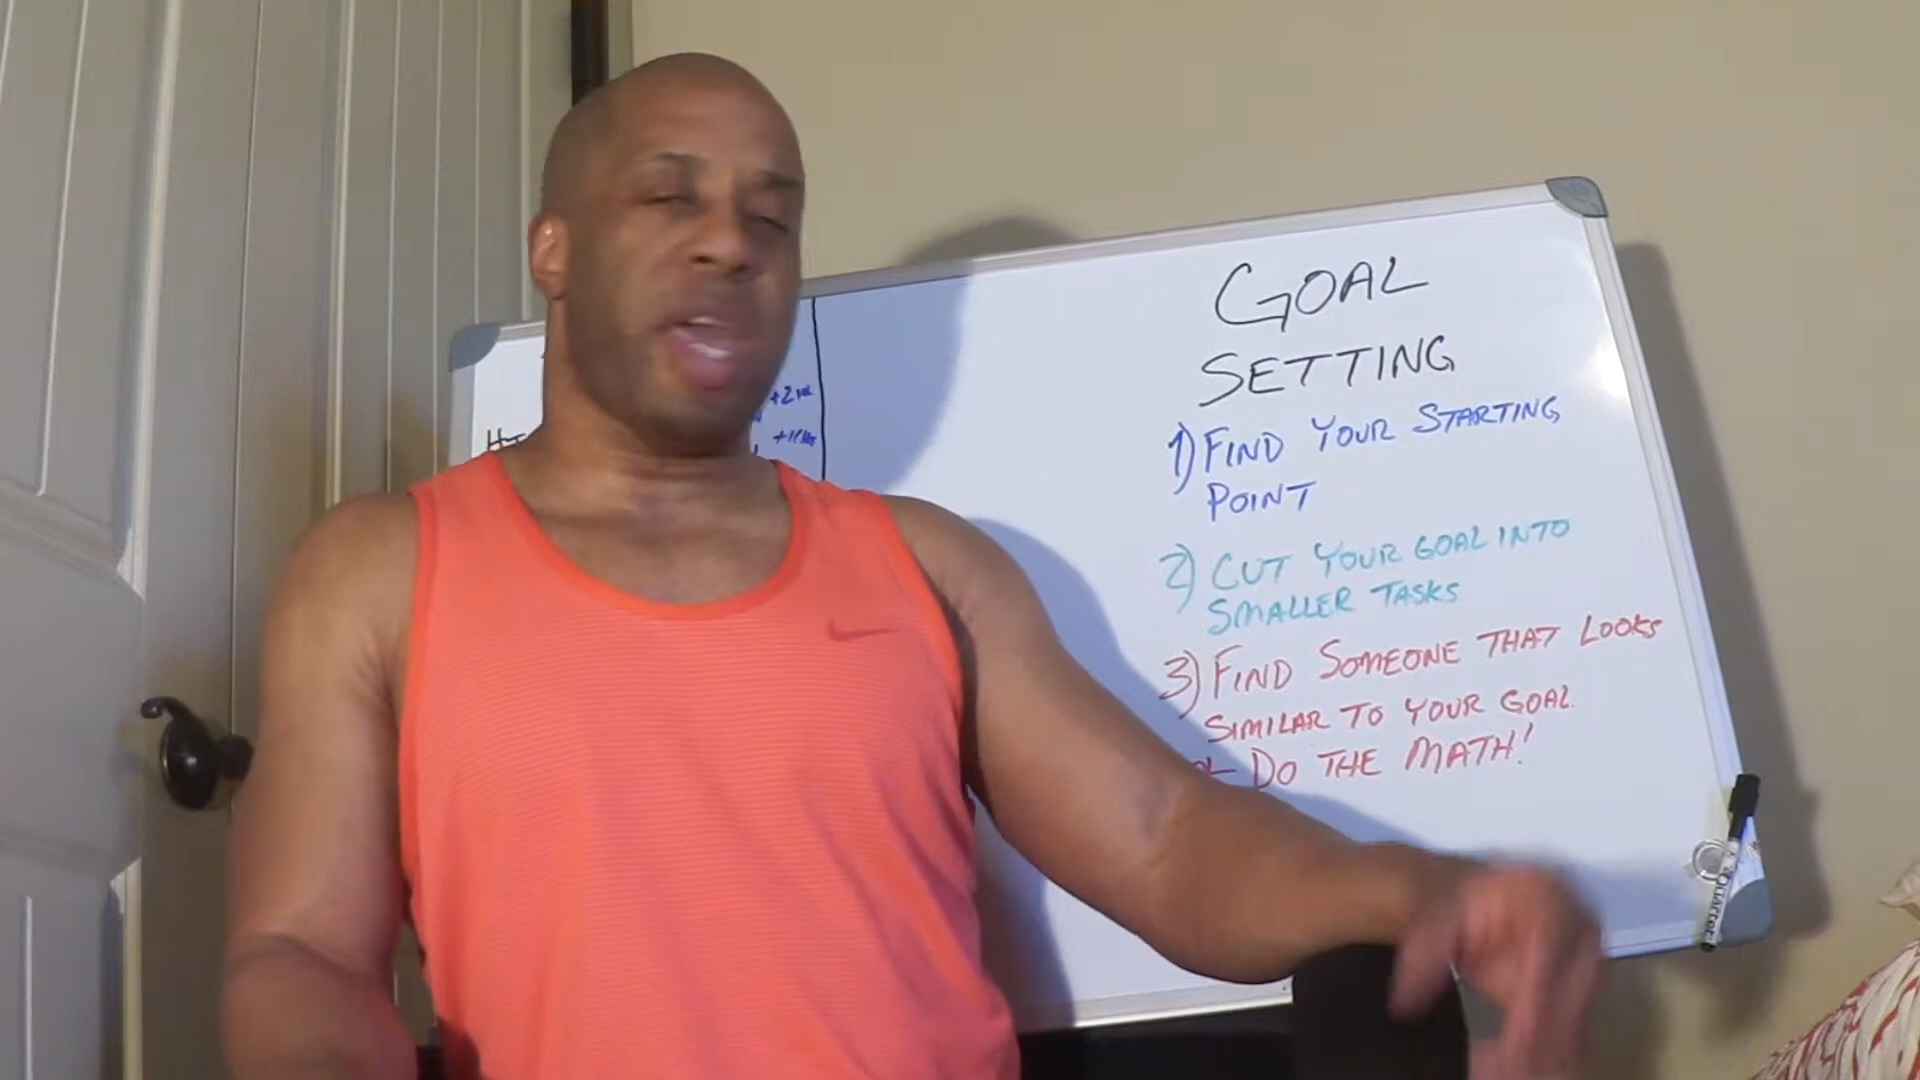 GOAL
SETTING
1) FIND YOUR STARTING
POINT
2) CUT YOUR GOAL INTO
SMALLER TASKS
3) FIND SOMEONE THAT LOOKS
SIMILAR TO YOUR GOAL.
DO THE MATH!
Quartet